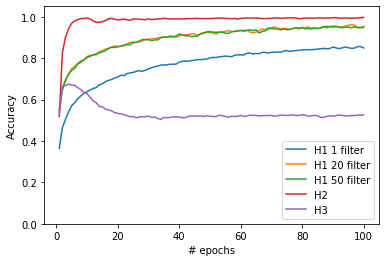 1.0
0.8
0.6
0.4
0.2
0.0
Accuracy
H1 1 filter
H1 20 filter
H1 50 filter
H2
H3
0 20 40 60 80 100
# epochs